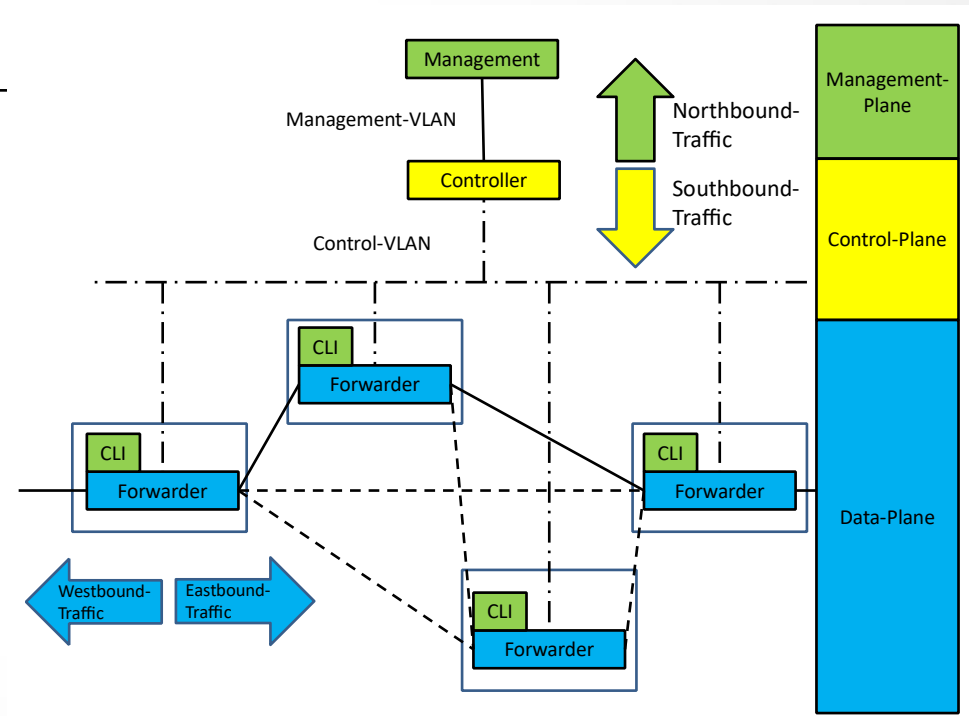 Management
Management-VLAN
Controller
Control-VLAN
Northbound-
Traffic
Southbound-
Traffic
Management-
Plane
Control-Plane
Data-Plane
CLI
Forwarder
CLI
Forwarder
CLI
Forwarder
CLI
Forwarder
Westbound-
Traffic
Eastbound-
Traffic